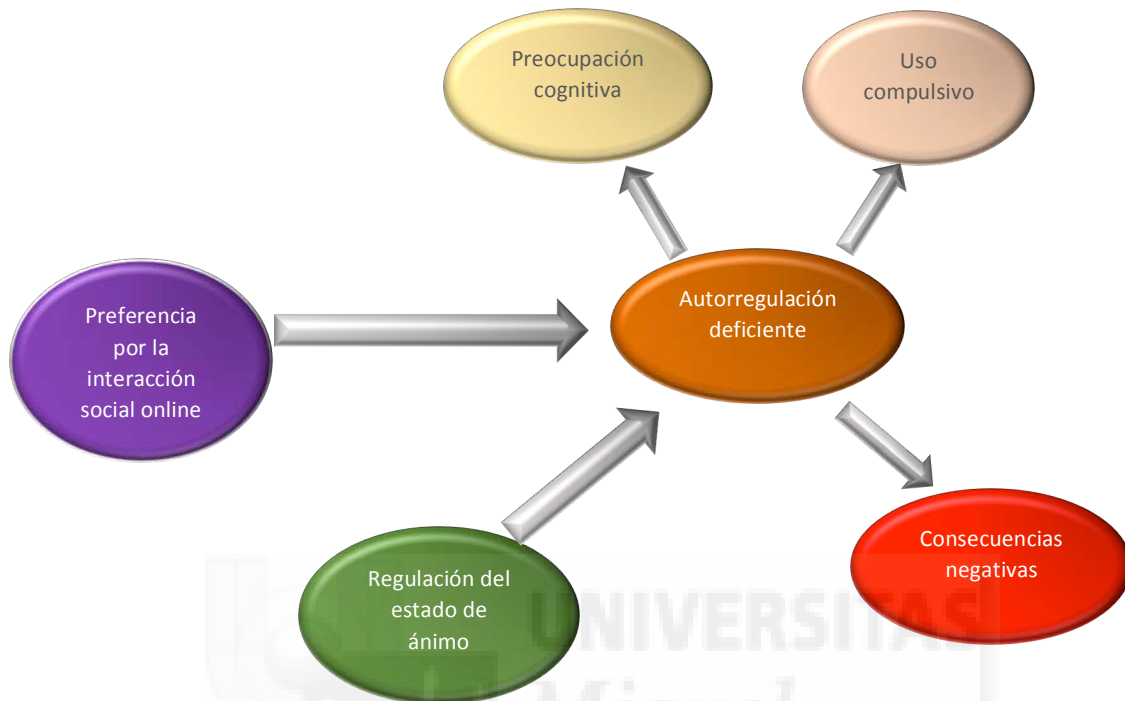 Preocupación
cognitiva
Uso
compulsivo
Preferencia
por la
interacción
social online
Autorregulación
deficiente
Regulación del
estado de
ánimo
Consecuencias
negativas
UNIVERSITAS
Miguel